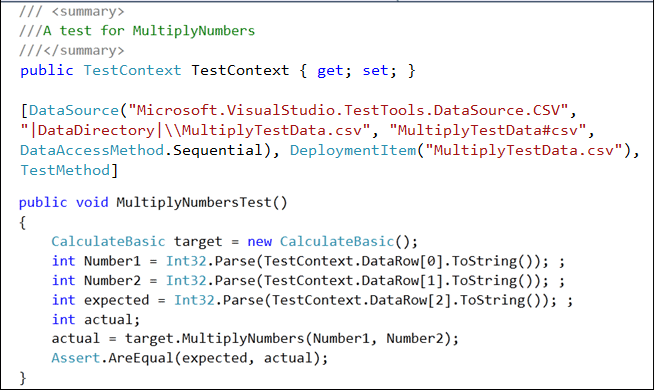 /// <summary>
///A test for MultiplyNumbers
///</summary>
public TestContext TestContext { get; set; }
[DataSource("Microsoft.VisualStudio.TestTools.DataSource.CSV",
"|DataDirectory|\\MultiplyTestData.csv", "MultiplyTestData#csv",
DataAccessMethod.Sequential), DeploymentItem("MultiplyTestData.csv"),
TestMethod]
public void MultiplyNumbersTest()
{
CalculateBasic target = new CalculateBasic();
int Number1 = Int32.Parse(TestContext.DataRow[0].ToString()); ;
int Number2 = Int32.Parse(TestContext.DataRow[1].ToString()); ;
int expected = Int32.Parse(TestContext.DataRow[2].ToString()); ;
int actual;
actual = target.MultiplyNumbers(Number1, Number2);
Assert.AreEqual(expected, actual);
}